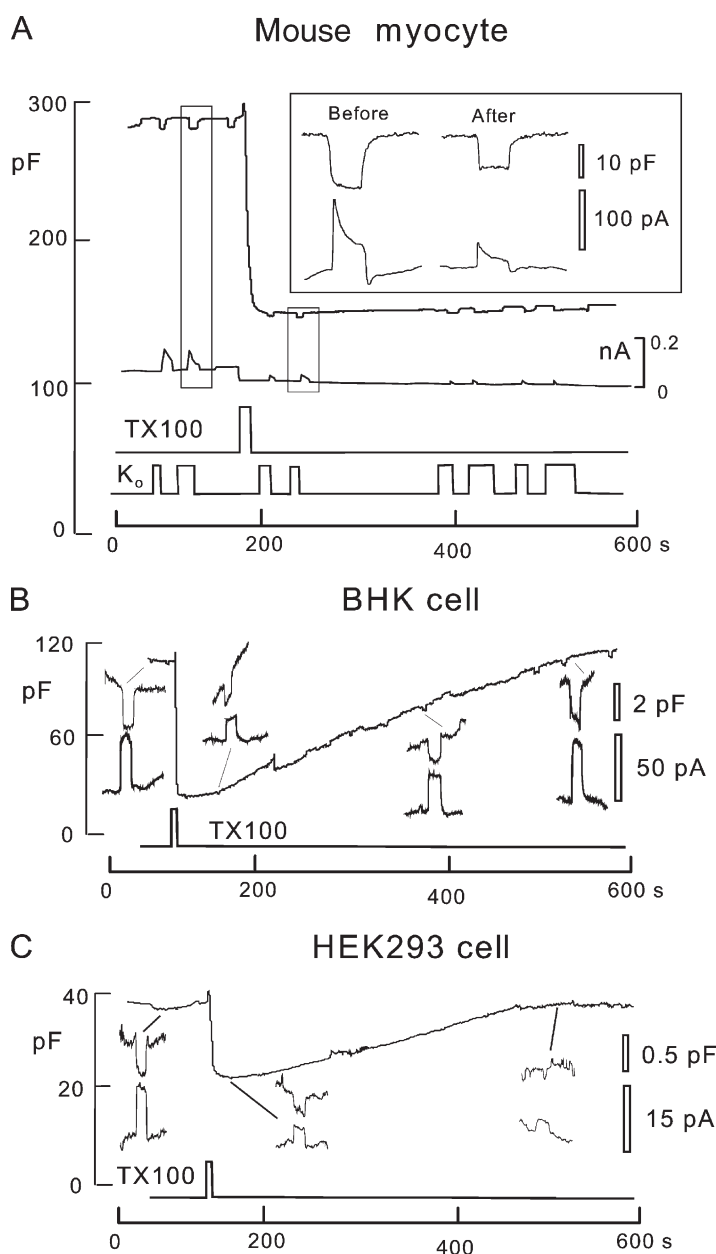 A
Mouse myocyte
300
pF
200
100
0
Before
After
10 pF
100 pA
nA
0.2
0
TX100
Ko
0
200
400
600 s
B
BHK cell
120
pF
60
0
2 pF
50 pA
TX100
0
200
400
600 s
C
HEK293 cell
40
pF
20
0
0.5 pF
15 pA
TX100
0
200
400
600 s